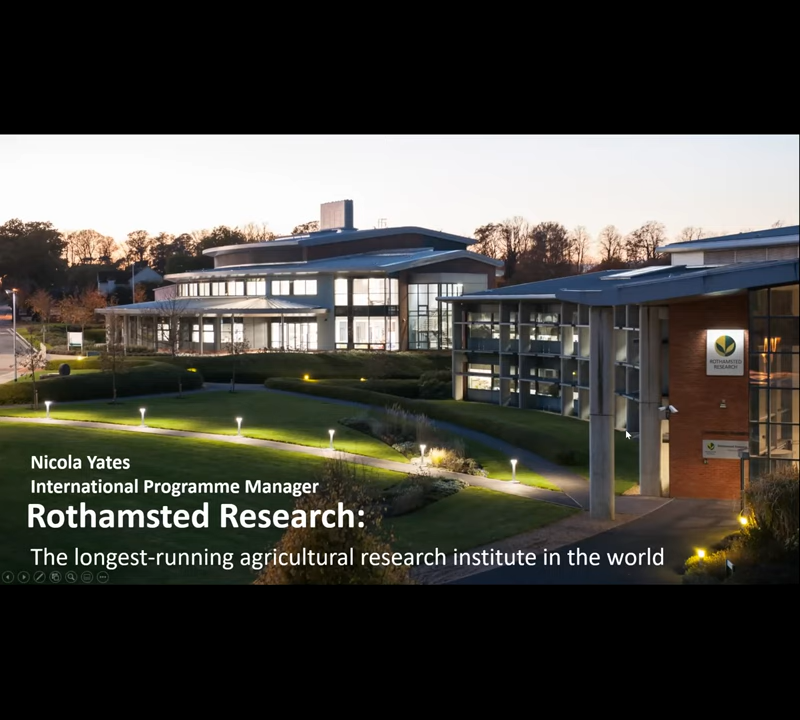 ROTHAMSTED
RESEARCH
Nicola Yates
International Programme Manager
Rothamsted Research:
The longest-running agricultural research institute in the world